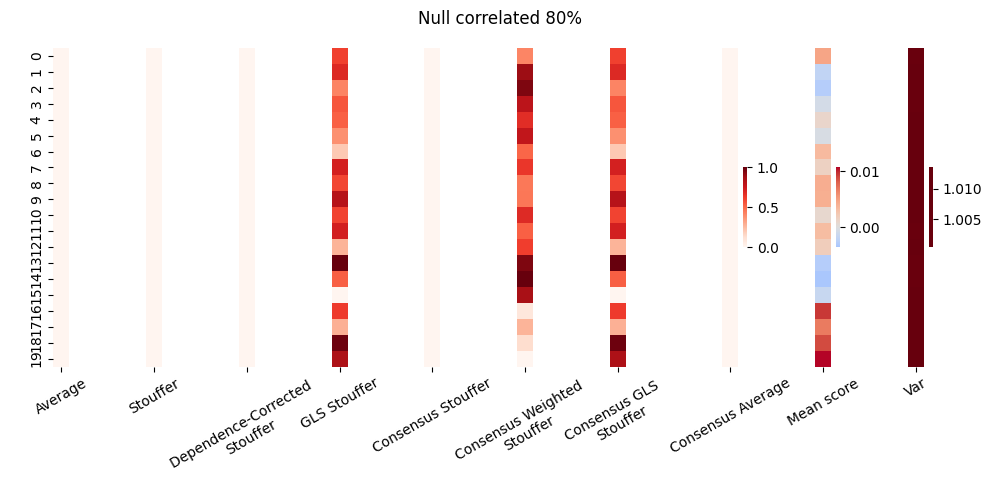 Null correlated 80%
0
1
2
3
4
5
6
7
8
9
10
11
12
13
14
15
16
17
18
19
1.0
0.5
0.0
0.01
0.00
1.010
1.005
Average
Stouffer
Dependence-Corrected
Stouffer
GLS Stouffer
Consensus Stouffer
Consensus Weighted
Stouffer
Consensus GLS
Stouffer
Consensus Average
Mean score
Var